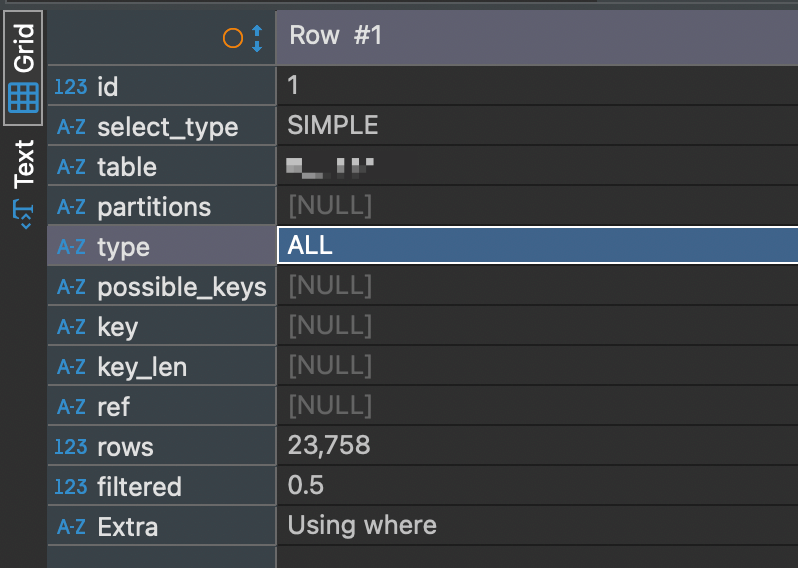 Grid
Text
Row #1
123 id 1
A-Z select_type SIMPLE
A-Z table
A-Z partitions [NULL]
A-Z type ALL
A-Z possible_keys [NULL]
A-Z key [NULL]
A-Z key_len [NULL]
A-Z ref [NULL]
123 rows 23,758
123 filtered 0.5
A-Z Extra Using where